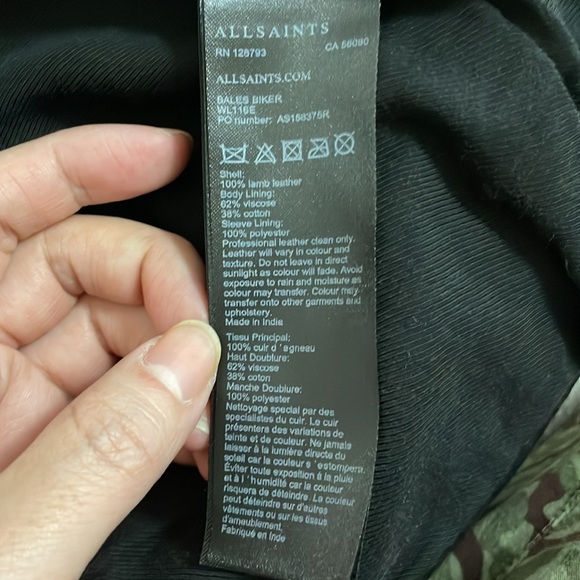 ALLSAINTS
RN 128793 CA 56080
ALLSAINTS.COM
BALES BIKER
WL116E
PO number: AS156375R
Shell:
100% lamb leather
Body Lining:
62% viscose
38% cotton
Sleeve Lining:
100% polyester
Professional leather clean only.
Leather will vary in colour and
texture. Do not leave in direct
sunlight as colour will fade. Avoid
exposure to rain and moisture as
colour may transfer. Colour may
transfer onto other garments and
upholstery.
Made in India
Tissu Principal:
100% cuir d'agneau
Haut Doublure:
62% viscose
38% coton
Manche Doublure:
100% polyester
Nettoyage special par des
specialistes du cuir. Le cuir
présentera des variations de
teinte et de couleur. Ne jamais
laisser à la lumière directe du
soleil car la couleur s'estompera.
Éviter toute exposition à la pluie
et à l'humidité car la couleur
risquera de déteindre. La couleur
peut déteindre sur d'autres
vêtements ou sur les tissus
d'ameublement.
Fabriqué en Inde